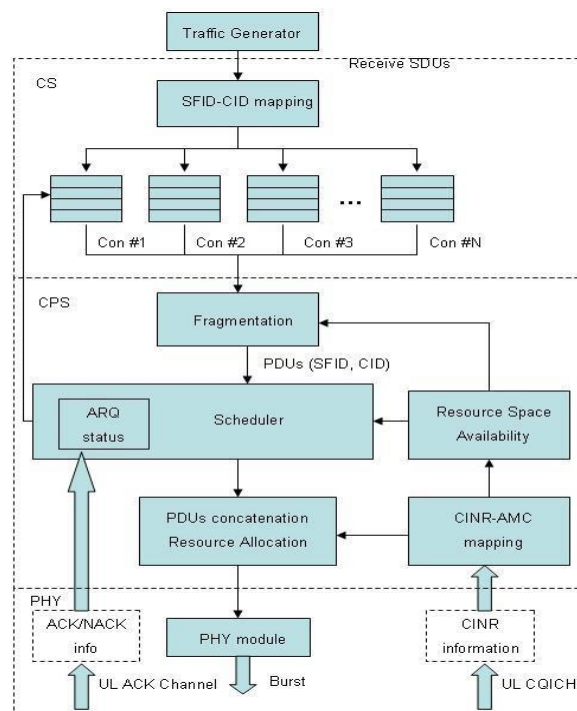 Traffic Generator
Receive SDUs
CS
SFID-CID mapping
...
Con #1
Con #2
Con #3
Con #N
CPS
Fragmentation
PDUs (SFID, CID)
ARQ
status
Scheduler
Resource Space
Availability
PDUs concatenation
Resource Allocation
CINR-AMC
mapping
PHY
ACK/NACK
info
PHY module
CINR
information
UL ACK Channel
Burst
UL CQICH